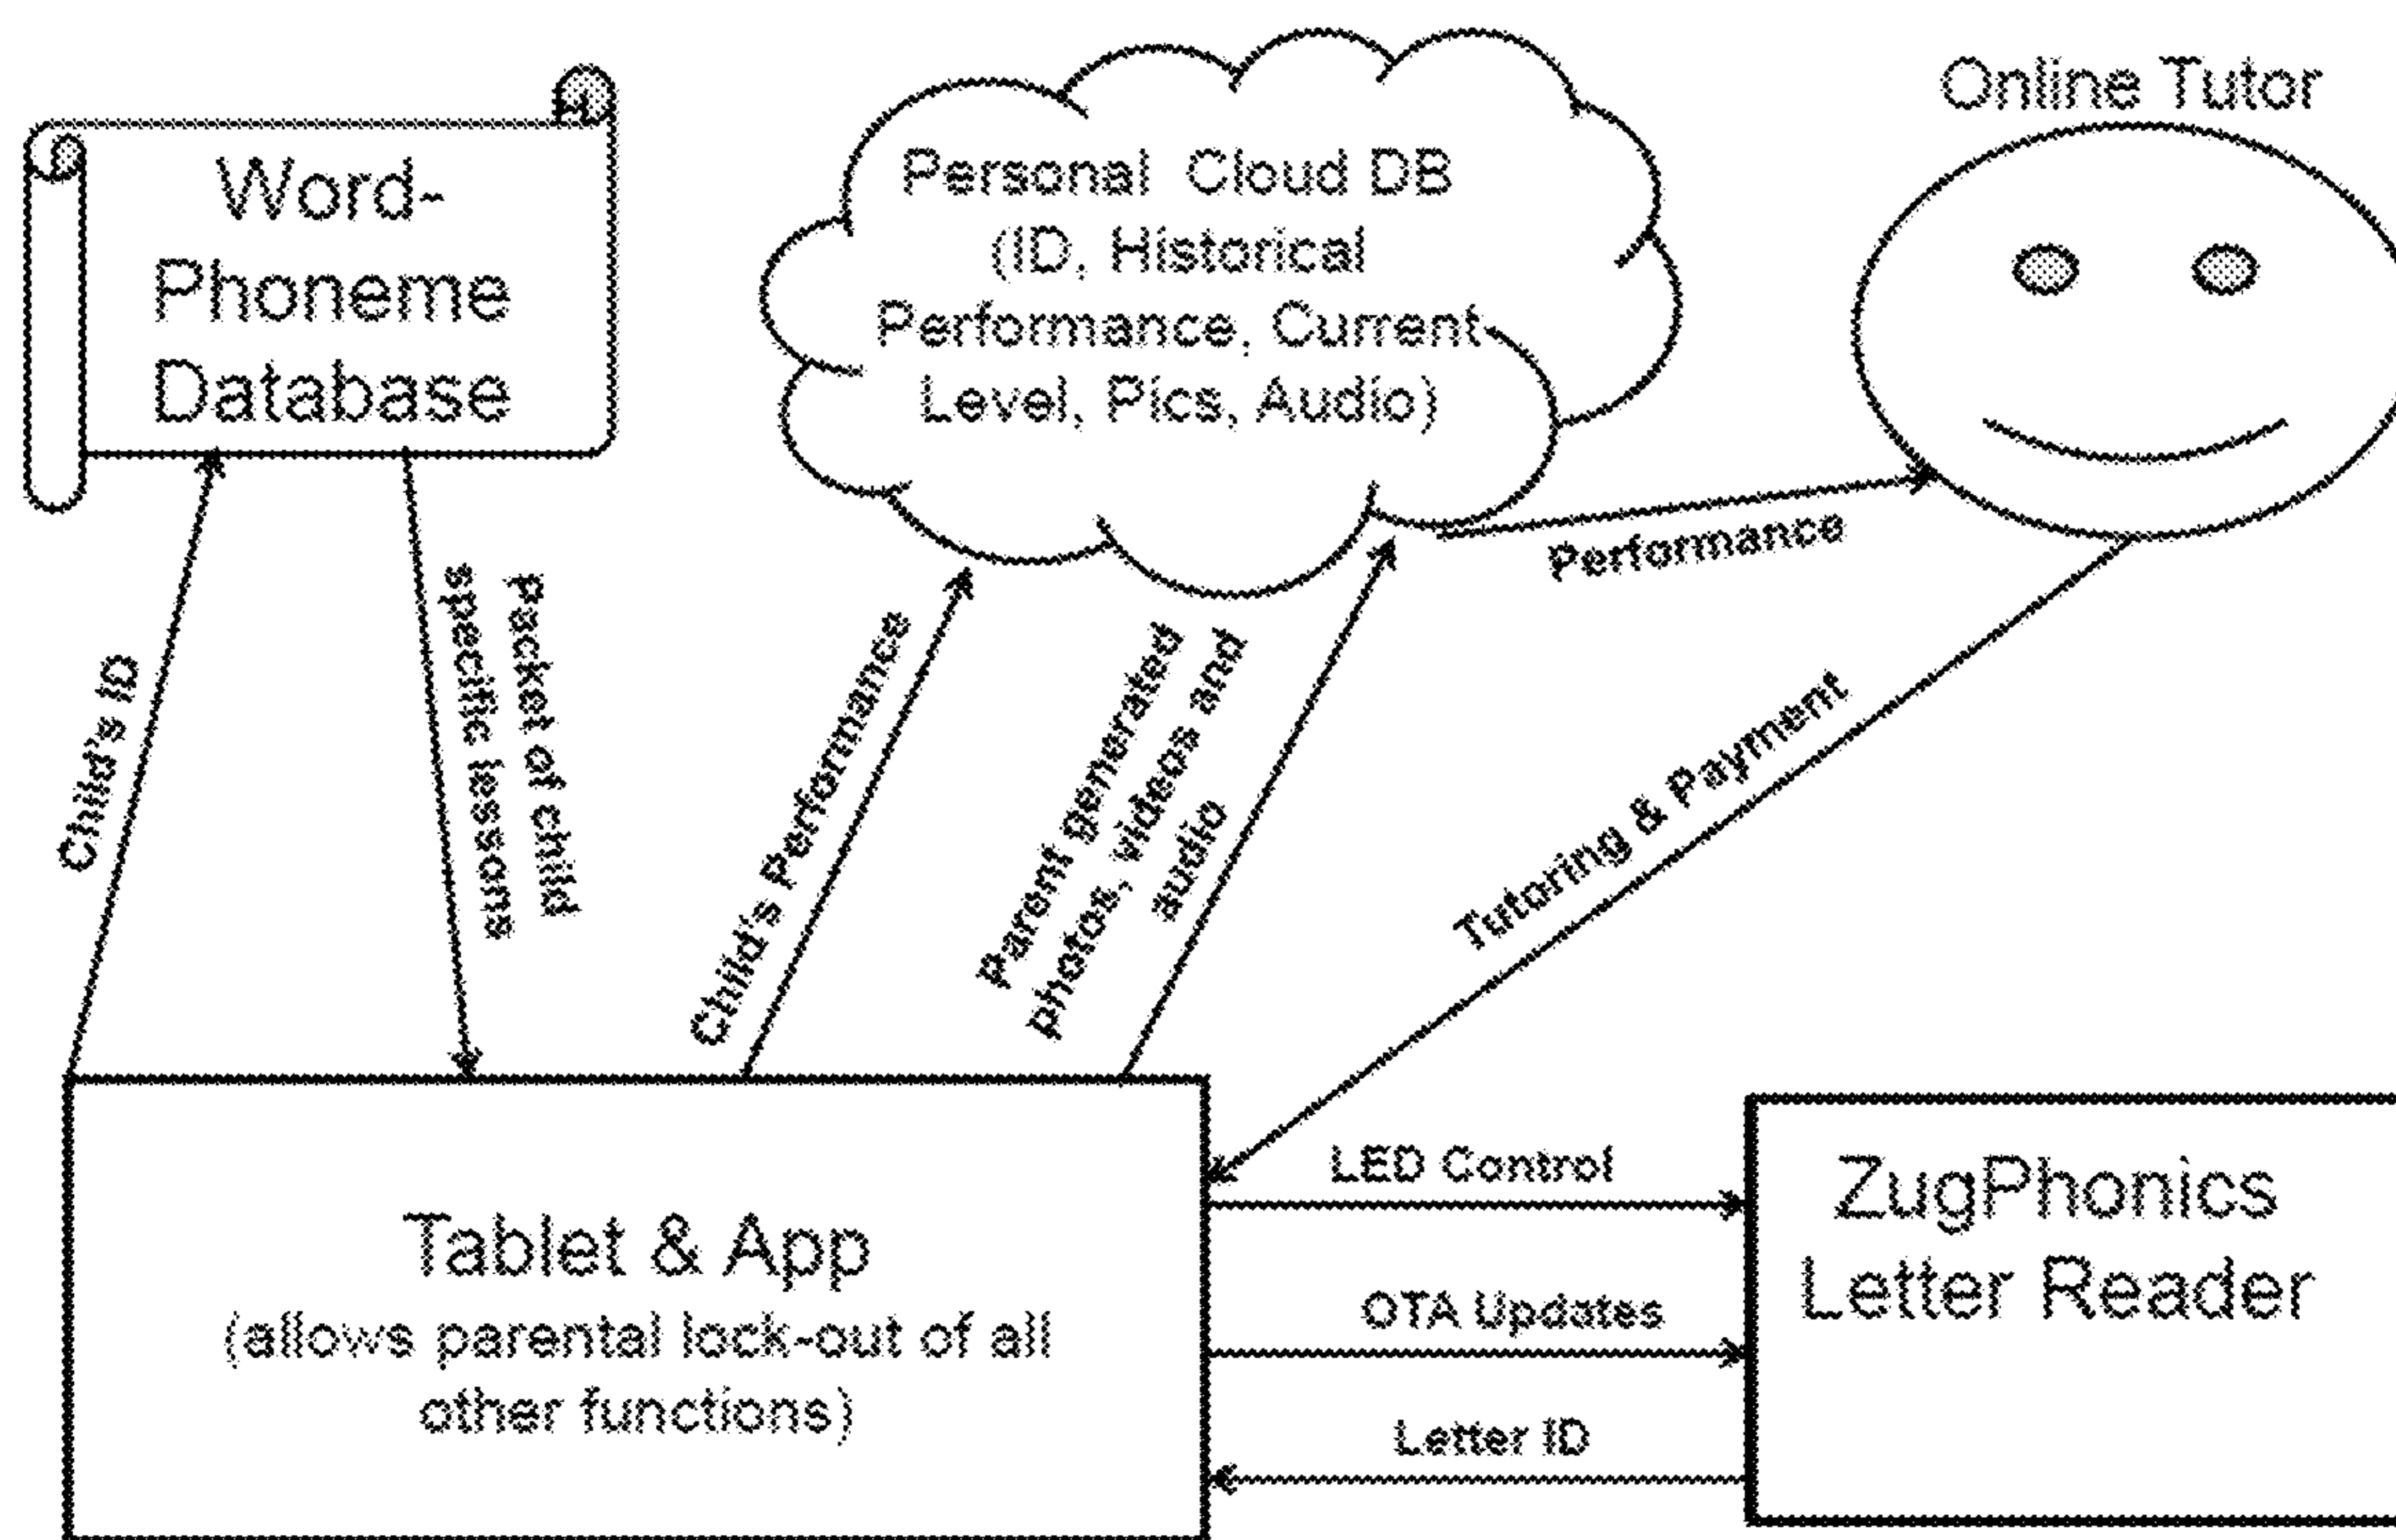 Word-
Phoneme
Database
Personal Cloud DB
(ID, Historical
Performance, Current
Level, Pics, Audio)
Online Tutor
Child's ID
Packet of child
specific lessons
Child's Performance
Parent generated
photos, videos and
audio
Performance
Tutoring & Payment
Tablet & App
(allows parental lock-out of all
other functions)
LED Control
OTA Updates
Letter ID
ZugPhonics
Letter Reader